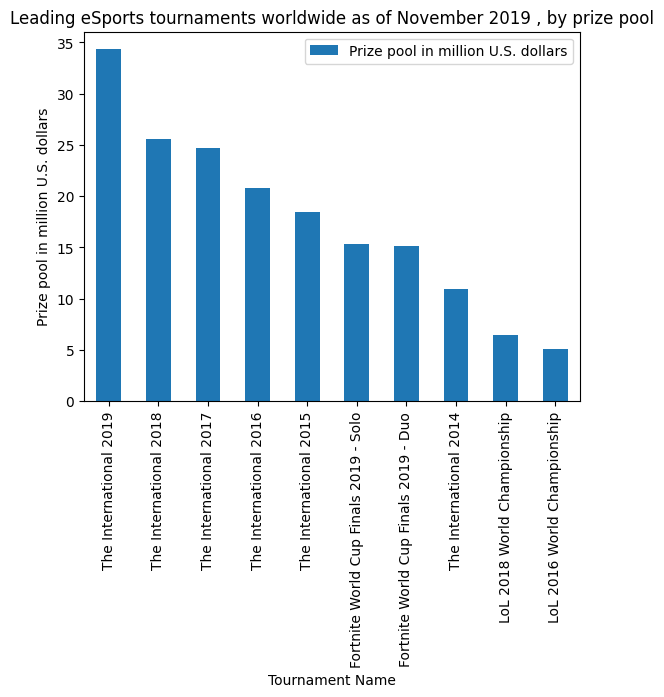 Leading eSports tournaments worldwide as of November 2019 , by prize pool
Prize pool in million U.S. dollars
Prize pool in million U.S. dollars
35
30
25
20
15
10
5
0
The International 2019
The International 2018
The International 2017
The International 2016
The International 2015
Fortnite World Cup Finals 2019 - Solo
Fortnite World Cup Finals 2019 - Duo
The International 2014
LoL 2018 World Championship
LoL 2016 World Championship
Tournament Name